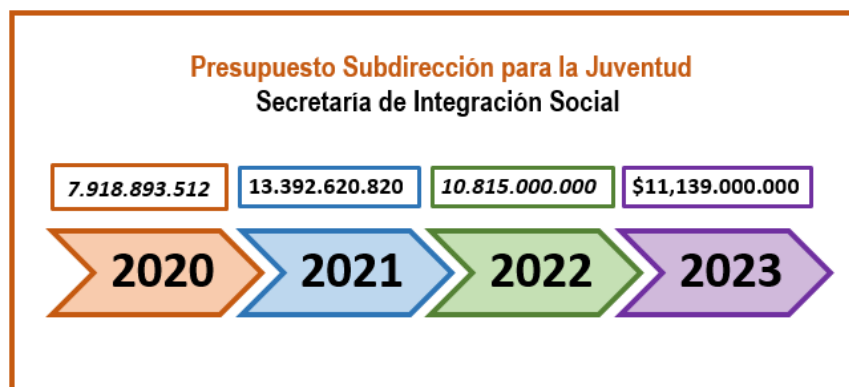 Presupuesto Subdirección para la Juventud
Secretaría de Integración Social
7.918.893.512 13.392.620.820 10.815.000.000 $11,139.000.000
2020 2021 2022 2023